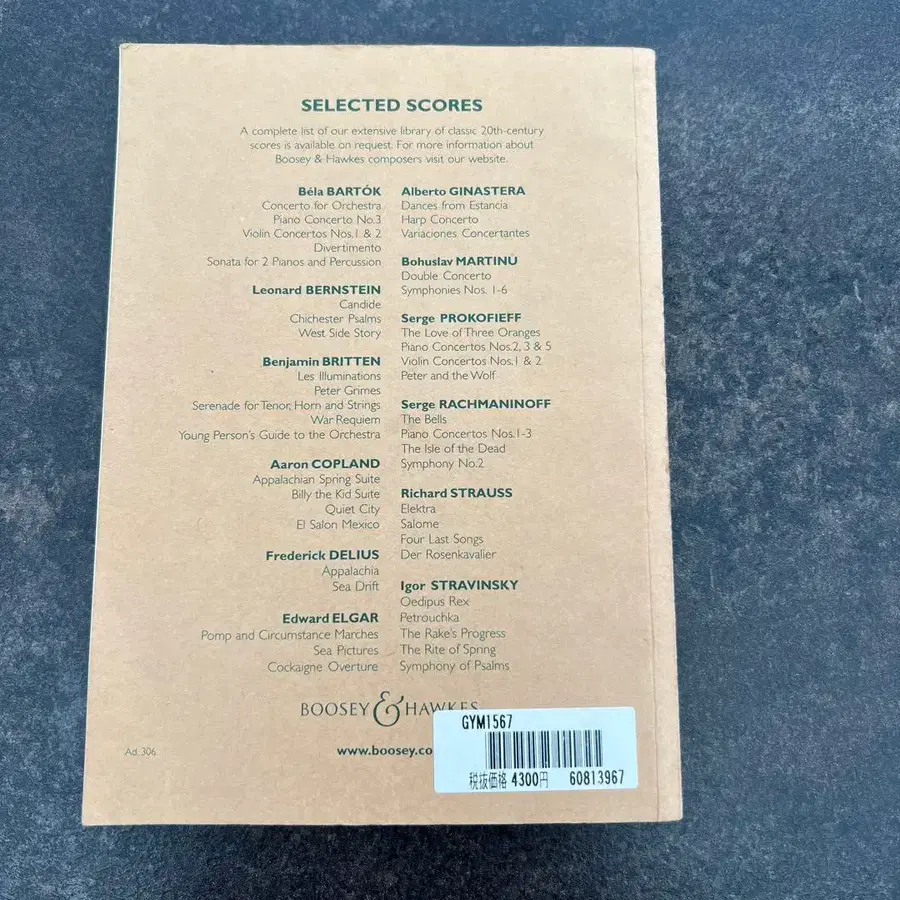 SELECTED SCORES
A complete list of our extensive library of classic 20th-century
scores is available on request. For more information about
Boosey & Hawkes composers visit our website.
Béla BARTÓK
Concerto for Orchestra
Piano Concerto No.3
Violin Concertos Nos.1 & 2
Divertimento
Sonata for 2 Pianos and Percussion
Leonard BERNSTEIN
Candide
Chichester Psalms
West Side Story
Benjamin BRITTEN
Les Illuminations
Peter Grimes
Serenade for Tenor, Horn and Strings
War Requiem
Young Person's Guide to the Orchestra
Aaron COPLAND
Appalachian Spring Suite
Billy the Kid Suite
Quiet City
El Salon Mexico
Frederick DELIUS
Appalachia
Sea Drift
Edward ELGAR
Pomp and Circumstance Marches
Sea Pictures
Cockaigne Overture
Alberto GINASTERA
Dances from Estancia
Harp Concerto
Variaciones Concertantes
Bohuslav MARTINŮ
Double Concerto
Symphonies Nos. 1-6
Serge PROKOFIEFF
The Love of Three Oranges
Piano Concertos Nos.2, 3 & 5
Violin Concertos Nos.1 & 2
Peter and the Wolf
Serge RACHMANINOFF
The Bells
Piano Concertos Nos.1-3
The Isle of the Dead
Symphony No.2
Richard STRAUSS
Elektra
Salome
Four Last Songs
Der Rosenkavalier
Igor STRAVINSKY
Oedipus Rex
Petrouchka
The Rake's Progress
The Rite of Spring
Symphony of Psalms
BOOSEY & HAWKES
Ad. 306
www.boosey.co
GYM1567
税抜価格 4300円 60813967